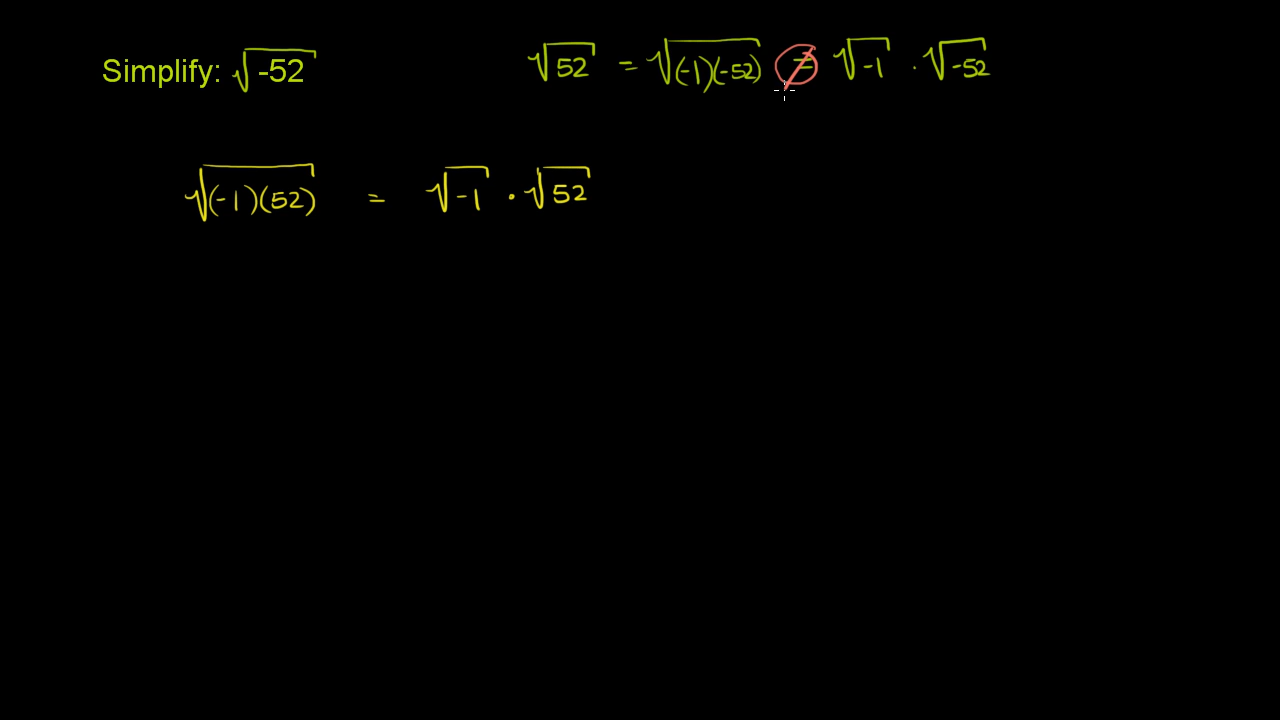 Simplify: √-52
√52 = √(-1)(-52) ≠ √-1 · √-52
√(-1)(52) = √-1 · √52